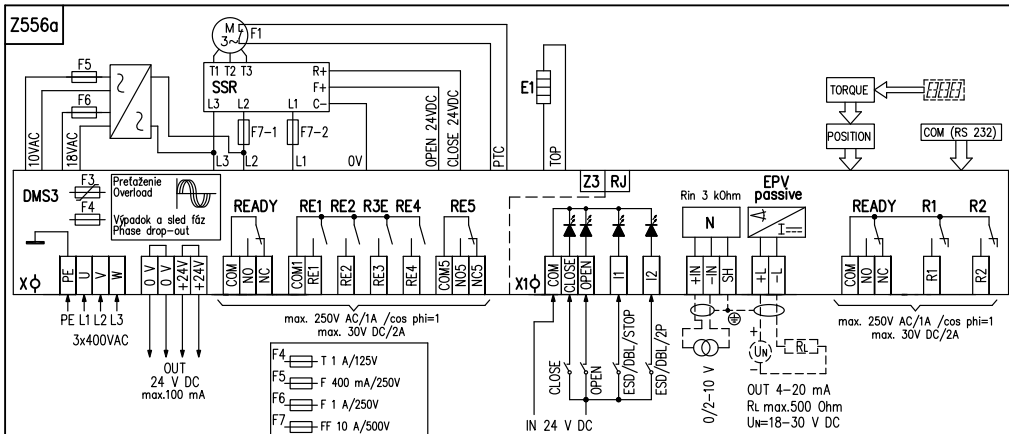 Z556a
M
3~
F1
T1 T2 T3
SSR
R+
F+
C-
L3 L2 L1
F5
F6
F7-1
F7-2
E1
TORQUE
POSITION
COM (RS 232)
10VAC
18VAC
L3 L2 L1
0V
OPEN 24VDC
CLOSE 24VDC
PTC
TOP
DMS3
F3
F4
Preťaženie
Overload
Výpadok a sled fáz
Phase drop-out
READY
RE1 RE2 R3E RE4
RE5
Z3 RJ
Rin 3 kOhm
N
EPV
passive
I
READY
R1
R2
X
PE U V W
0 V 0 V +24V +24V
COM NO NC
COM1 RE1 RE2 RE3 RE4
COM5 NO5 NC5
X1
COM CLOSE OPEN I1 I2
+IN -IN SH
+L -L
COM NO NC
R1
R2
PE L1 L2 L3
3x400VAC
OUT
24 V DC
max.100 mA
max. 250V AC/1A /cos phi=1
max. 30V DC/2A
F4 T 1 A/125V
F5 F 400 mA/250V
F6 F 1 A/250V
F7 FF 10 A/500V
CLOSE
OPEN
ESD/DBL/STOP
ESD/DBL/2P
IN 24 V DC
0/2-10 V
+
UN
-
RL
OUT 4-20 mA
RL max.500 Ohm
UN=18-30 V DC
max. 250V AC/1A /cos phi=1
max. 30V DC/2A